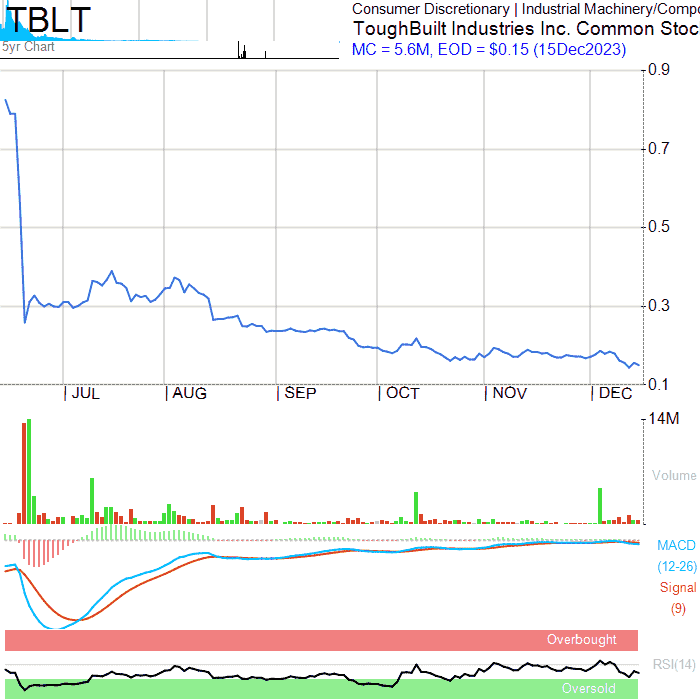 TBLT
5yr Chart
Consumer Discretionary | Industrial Machinery/Compo
ToughBuilt Industries Inc. Common Stoc
MC = 5.6M, EOD = $0.15 (15Dec2023)
0.9
0.7
0.5
0.3
0.1
JUL AUG SEP OCT NOV DEC
14M
Volume
MACD
(12-26)
Signal
(9)
Overbought
RSI(14)
Oversold